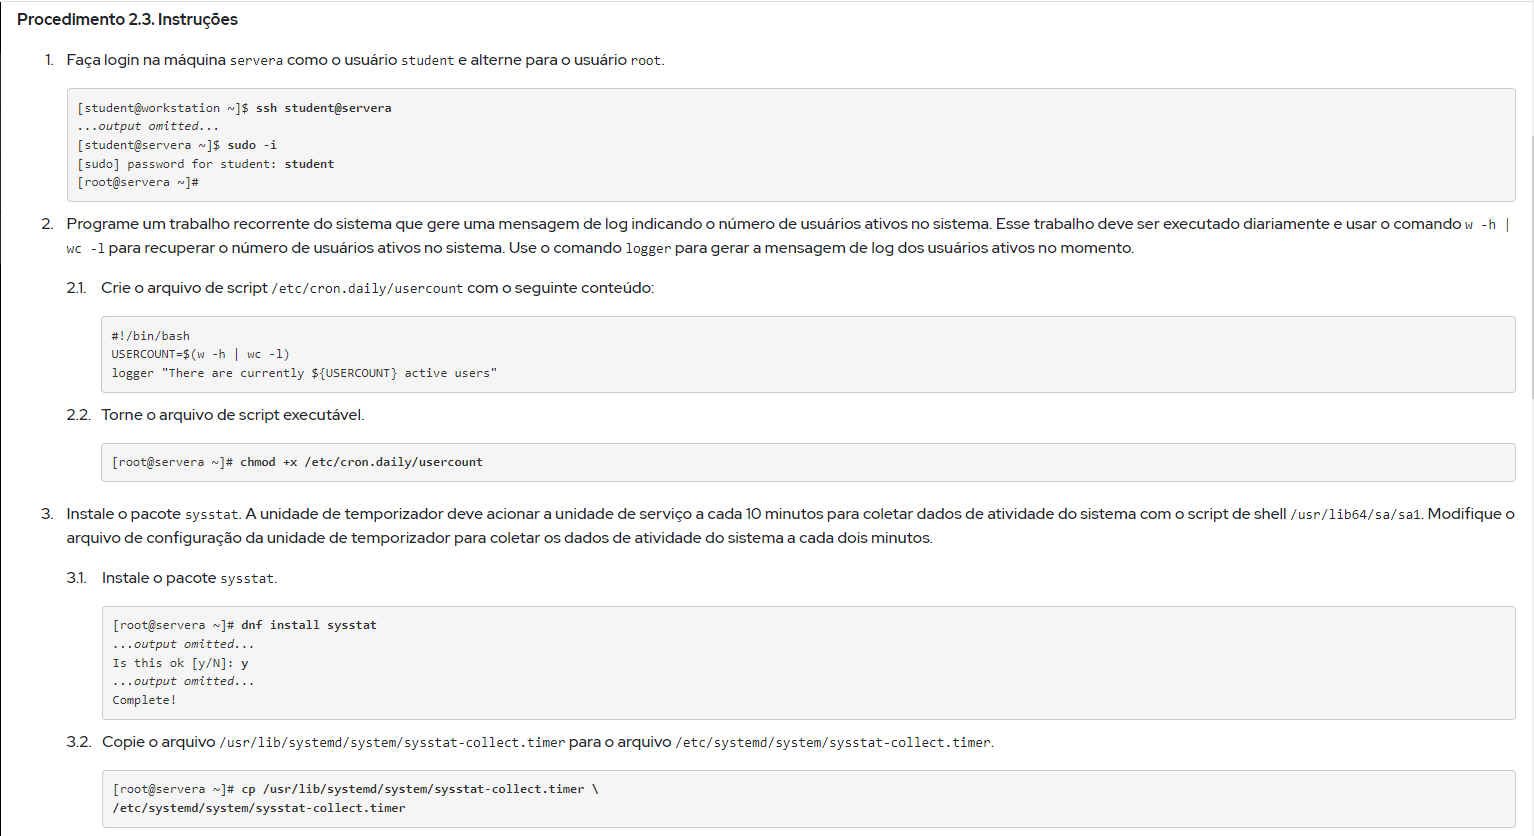 Procedimento 2.3. Instruções
1. Faça login na máquina servera como o usuário student e alterne para o usuário root.
[student@workstation ~]$ ssh student@servera
...output omitted...
[student@servera ~]$ sudo -i
[sudo] password for student: student
[root@servera ~]#
2. Programe um trabalho recorrente do sistema que gere uma mensagem de log indicando o número de usuários ativos no sistema. Esse trabalho deve ser executado diariamente e usar o comando w -h |
wc -l para recuperar o número de usuários ativos no sistema. Use o comando logger para gerar a mensagem de log dos usuários ativos no momento.
2.1. Crie o arquivo de script /etc/cron.daily/usercount com o seguinte conteúdo:
#!/bin/bash
USERCOUNT=$(w -h | wc -l)
logger "There are currently ${USERCOUNT} active users"
2.2. Torne o arquivo de script executável.
[root@servera ~]# chmod +x /etc/cron.daily/usercount
3. Instale o pacote sysstat. A unidade de temporizador deve acionar a unidade de serviço a cada 10 minutos para coletar dados de atividade do sistema com o script de shell /usr/lib64/sa/sa1. Modifique o
arquivo de configuração da unidade de temporizador para coletar os dados de atividade do sistema a cada dois minutos.
3.1. Instale o pacote sysstat.
[root@servera ~]# dnf install sysstat
...output omitted...
Is this ok [y/N]: y
...output omitted...
Complete!
3.2. Copie o arquivo /usr/lib/systemd/system/sysstat-collect.timer para o arquivo /etc/systemd/system/sysstat-collect.timer.
[root@servera ~]# cp /usr/lib/systemd/system/sysstat-collect.timer \
/etc/systemd/system/sysstat-collect.timer